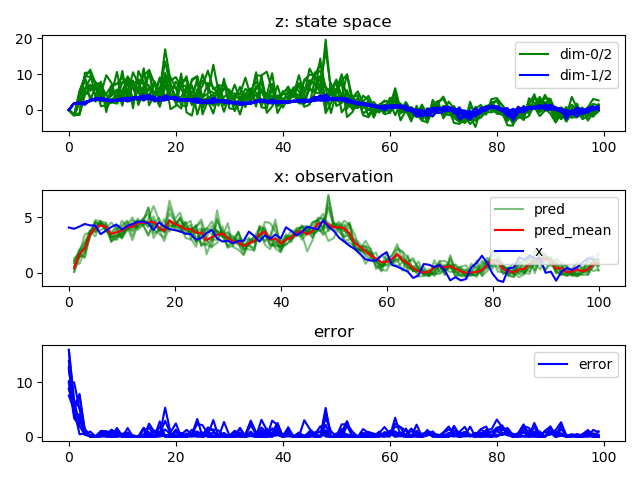 z: state space
20
10
0
dim-0/2
dim-1/2
0 20 40 60 80 100
x: observation
5
0
pred
pred_mean
x
0 20 40 60 80 100
error
10
0
error
0 20 40 60 80 100